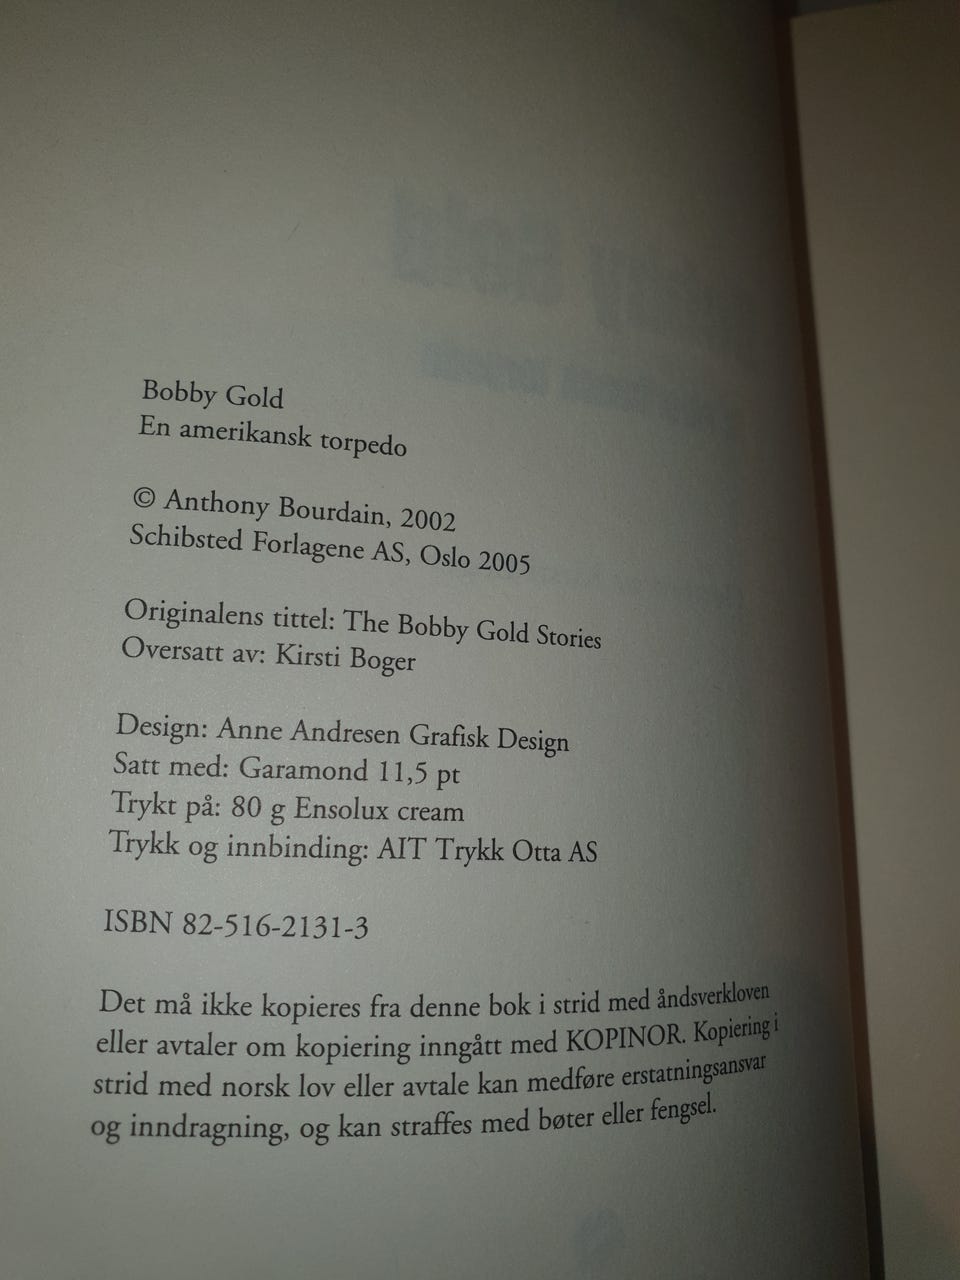 Bobby Gold
En amerikansk torpedo
© Anthony Bourdain, 2002
Schibsted Forlagene AS, Oslo 2005
Originalens tittel: The Bobby Gold Stories
Oversatt av: Kirsti Boger
Design: Anne Andresen Grafisk Design
Satt med: Garamond 11,5 pt
Trykt på: 80 g Ensolux cream
Trykk og innbinding: AIT Trykk Otta AS
ISBN 82-516-2131-3
Det må ikke kopieres fra denne bok i strid med åndsverkloven
eller avtaler om kopiering inngått med KOPINOR. Kopiering i
strid med norsk lov eller avtale kan medføre erstatningsansvar
og inndragning, og kan straffes med bøter eller fengsel.